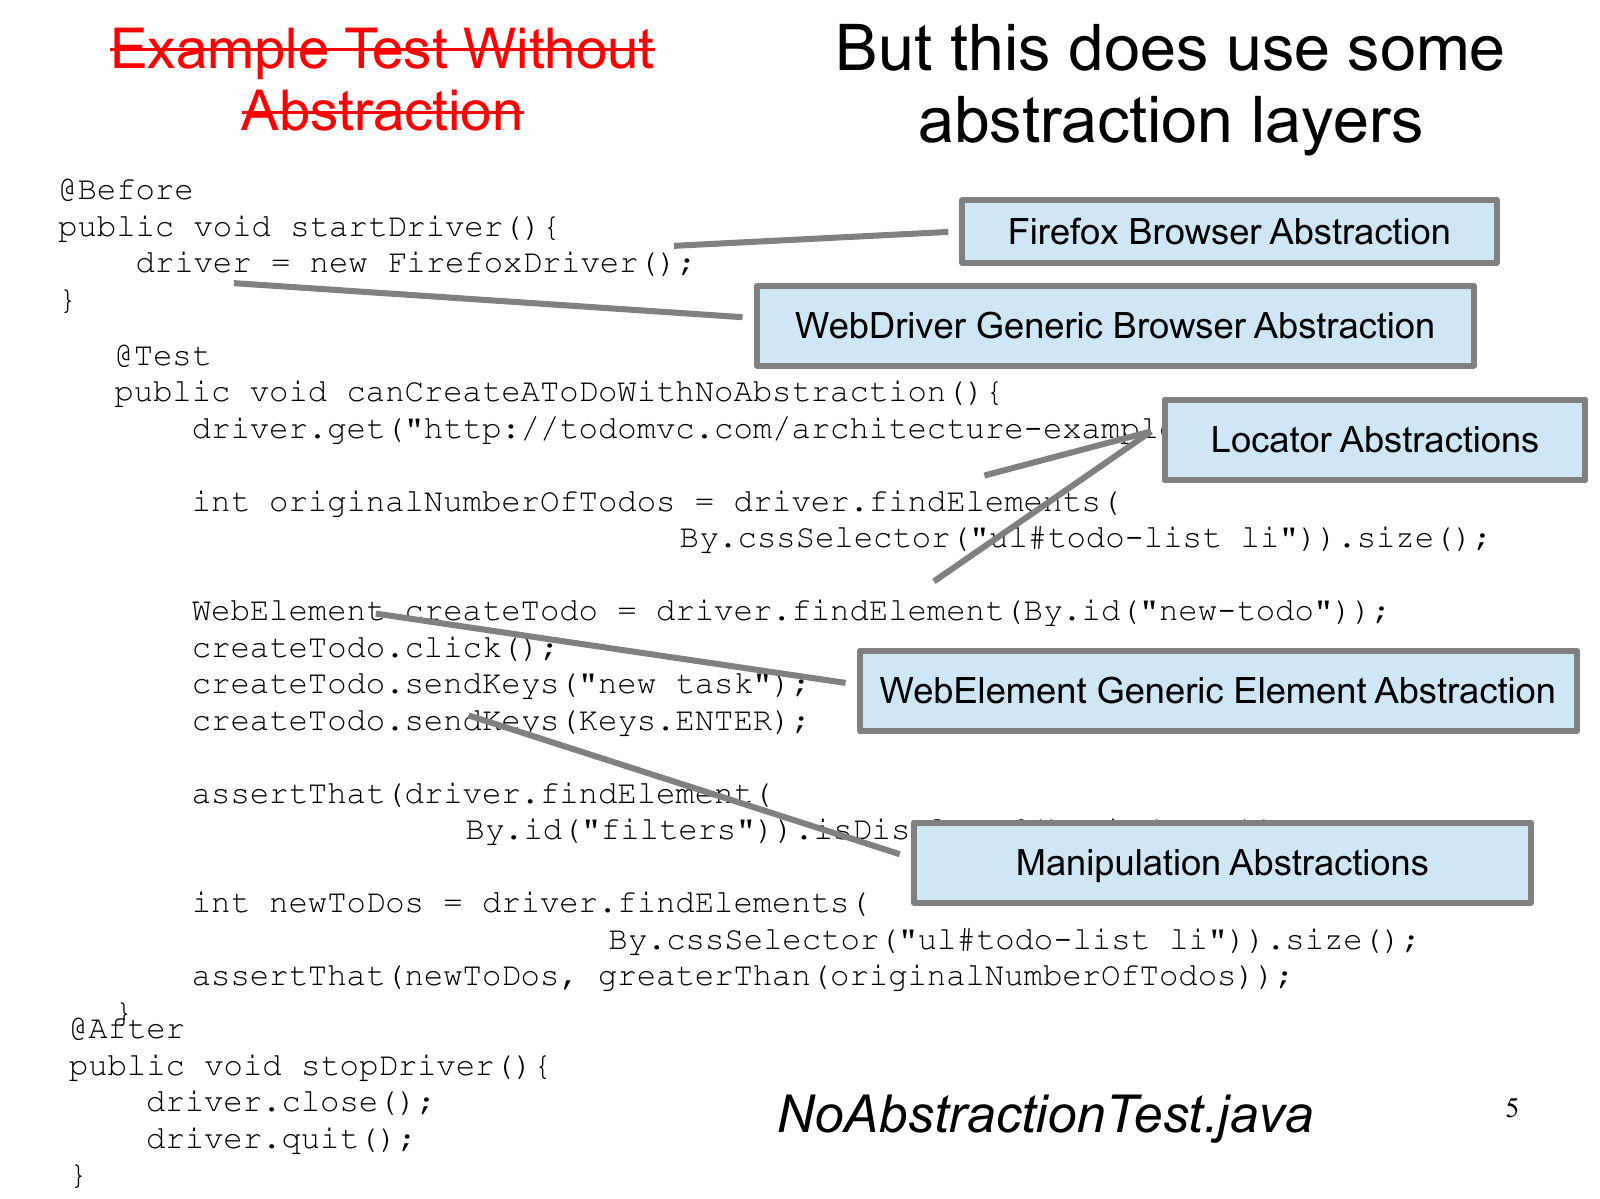 Example Test Without
Abstraction
But this does use some
abstraction layers
@Before
public void startDriver(){
driver = new FirefoxDriver();
}
Firefox Browser Abstraction
WebDriver Generic Browser Abstraction
@Test
public void canCreateAToDoWithNoAbstraction(){
driver.get("http://todomvc.com/architecture-exampl
Locator Abstractions
int originalNumberOfTodos = driver.findElements(
By.cssSelector("ul#todo-list li")).size();
WebElement createTodo = driver.findElement(By.id("new-todo"));
createTodo.click();
createTodo.sendKeys("new task");
createTodo.sendKeys(Keys.ENTER);
WebElement Generic Element Abstraction
assertThat(driver.findElement(
By.id("filters")).isDis
Manipulation Abstractions
int newToDos = driver.findElements(
By.cssSelector("ul#todo-list li")).size();
assertThat(newToDos, greaterThan(originalNumberOfTodos));
}
@After
public void stopDriver(){
driver.close();
driver.quit();
}
NoAbstractionTest.java
5